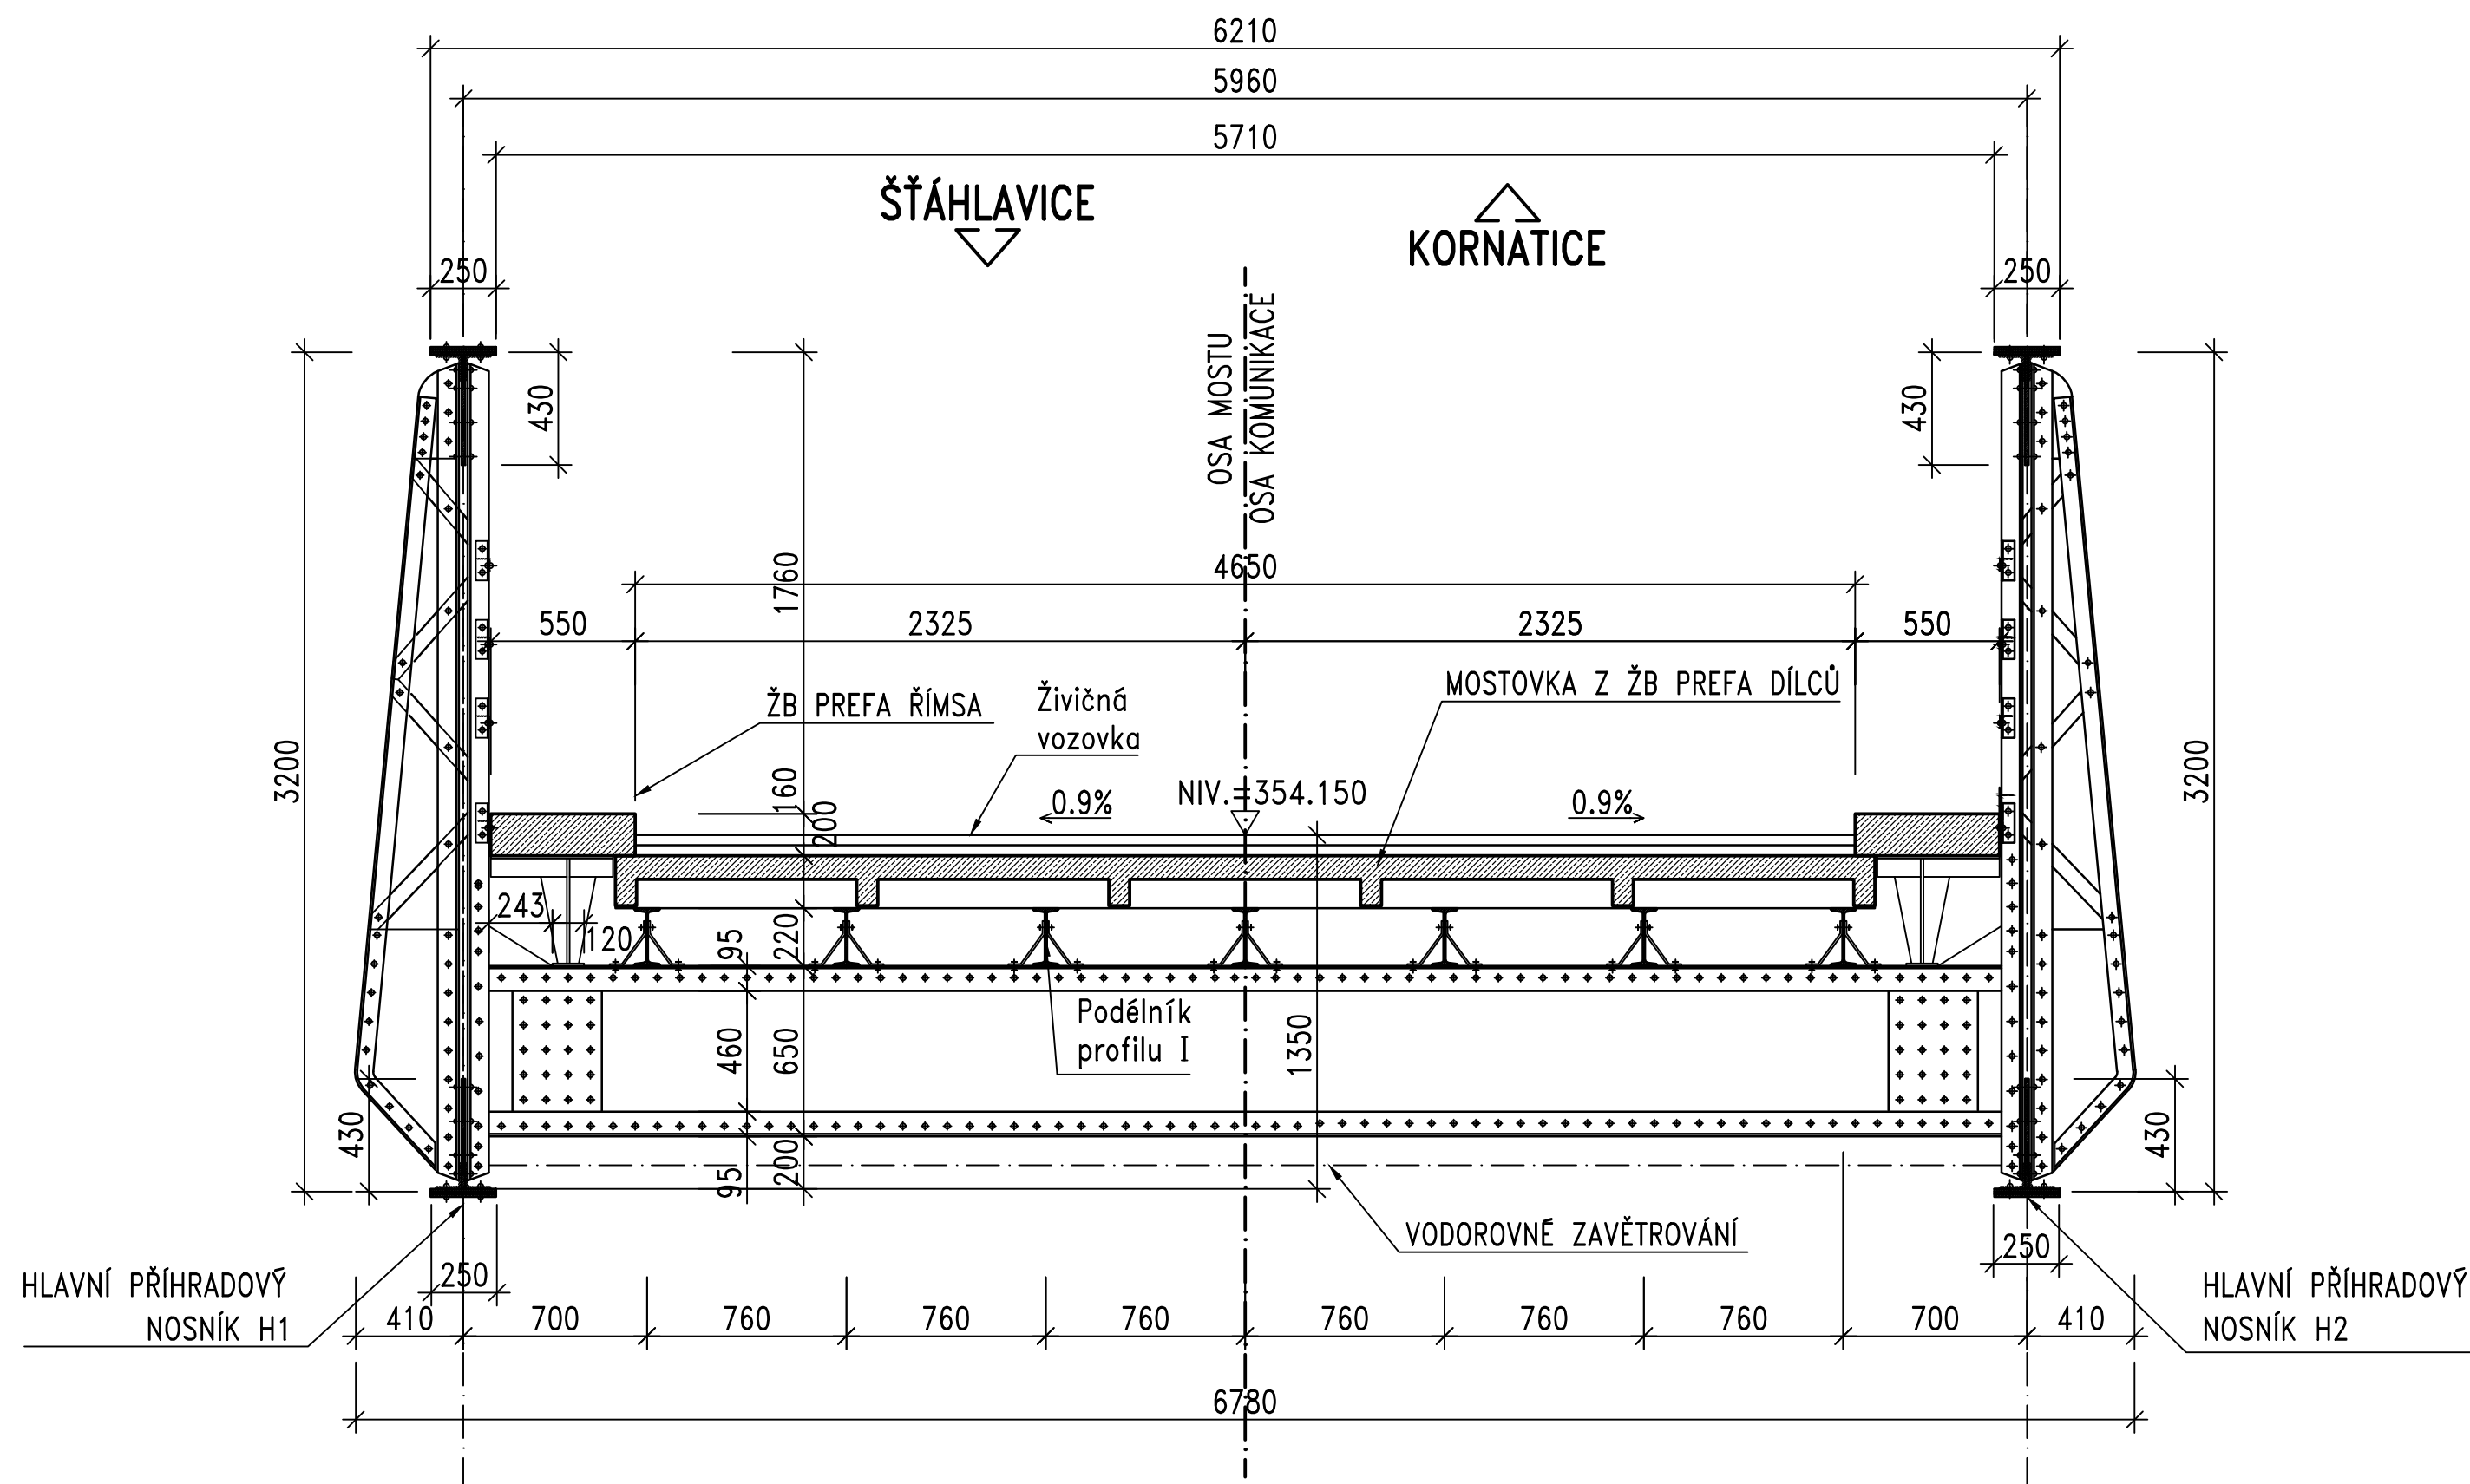 6210
5960
5710
ŠŤÁHLAVICE
KORNATICE
250
250
OSA MOSTU
OSA KOMUNIKACE
430
430
1760
4650
550
2325
2325
550
MOSTOVKA Z ŽB PREFA DÍLCŮ
ŽB PREFA ŘÍMSA
Živičná
vozovka
3200
3200
160
200
NIV.=354.150
0.9%
0.9%
243
120
95
220
Podélník
profilu I
460
650
1350
430
430
95
200
VODOROVNÉ ZAVĚTROVÁNÍ
250
250
HLAVNÍ PŘÍHRADOVÝ
NOSNÍK H1
HLAVNÍ PŘÍHRADOVÝ
NOSNÍK H2
410
700
760
760
760
760
760
760
700
410
6780